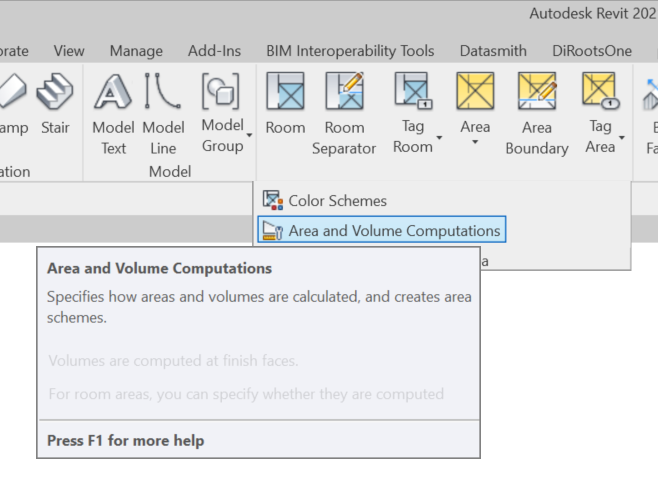 Autodesk Revit 202
orate View Manage Add-Ins BIM Interoperability Tools Datasmith DiRootsOne
amp Stair Model Text Model Line Model Group Room Room Separator Tag Room Area Area Boundary Tag Area E Fa
ation Model
Color Schemes
Area and Volume Computations
a
Area and Volume Computations
Specifies how areas and volumes are calculated, and creates area
schemes.
Volumes are computed at finish faces.
For room areas, you can specify whether they are computed
Press F1 for more help